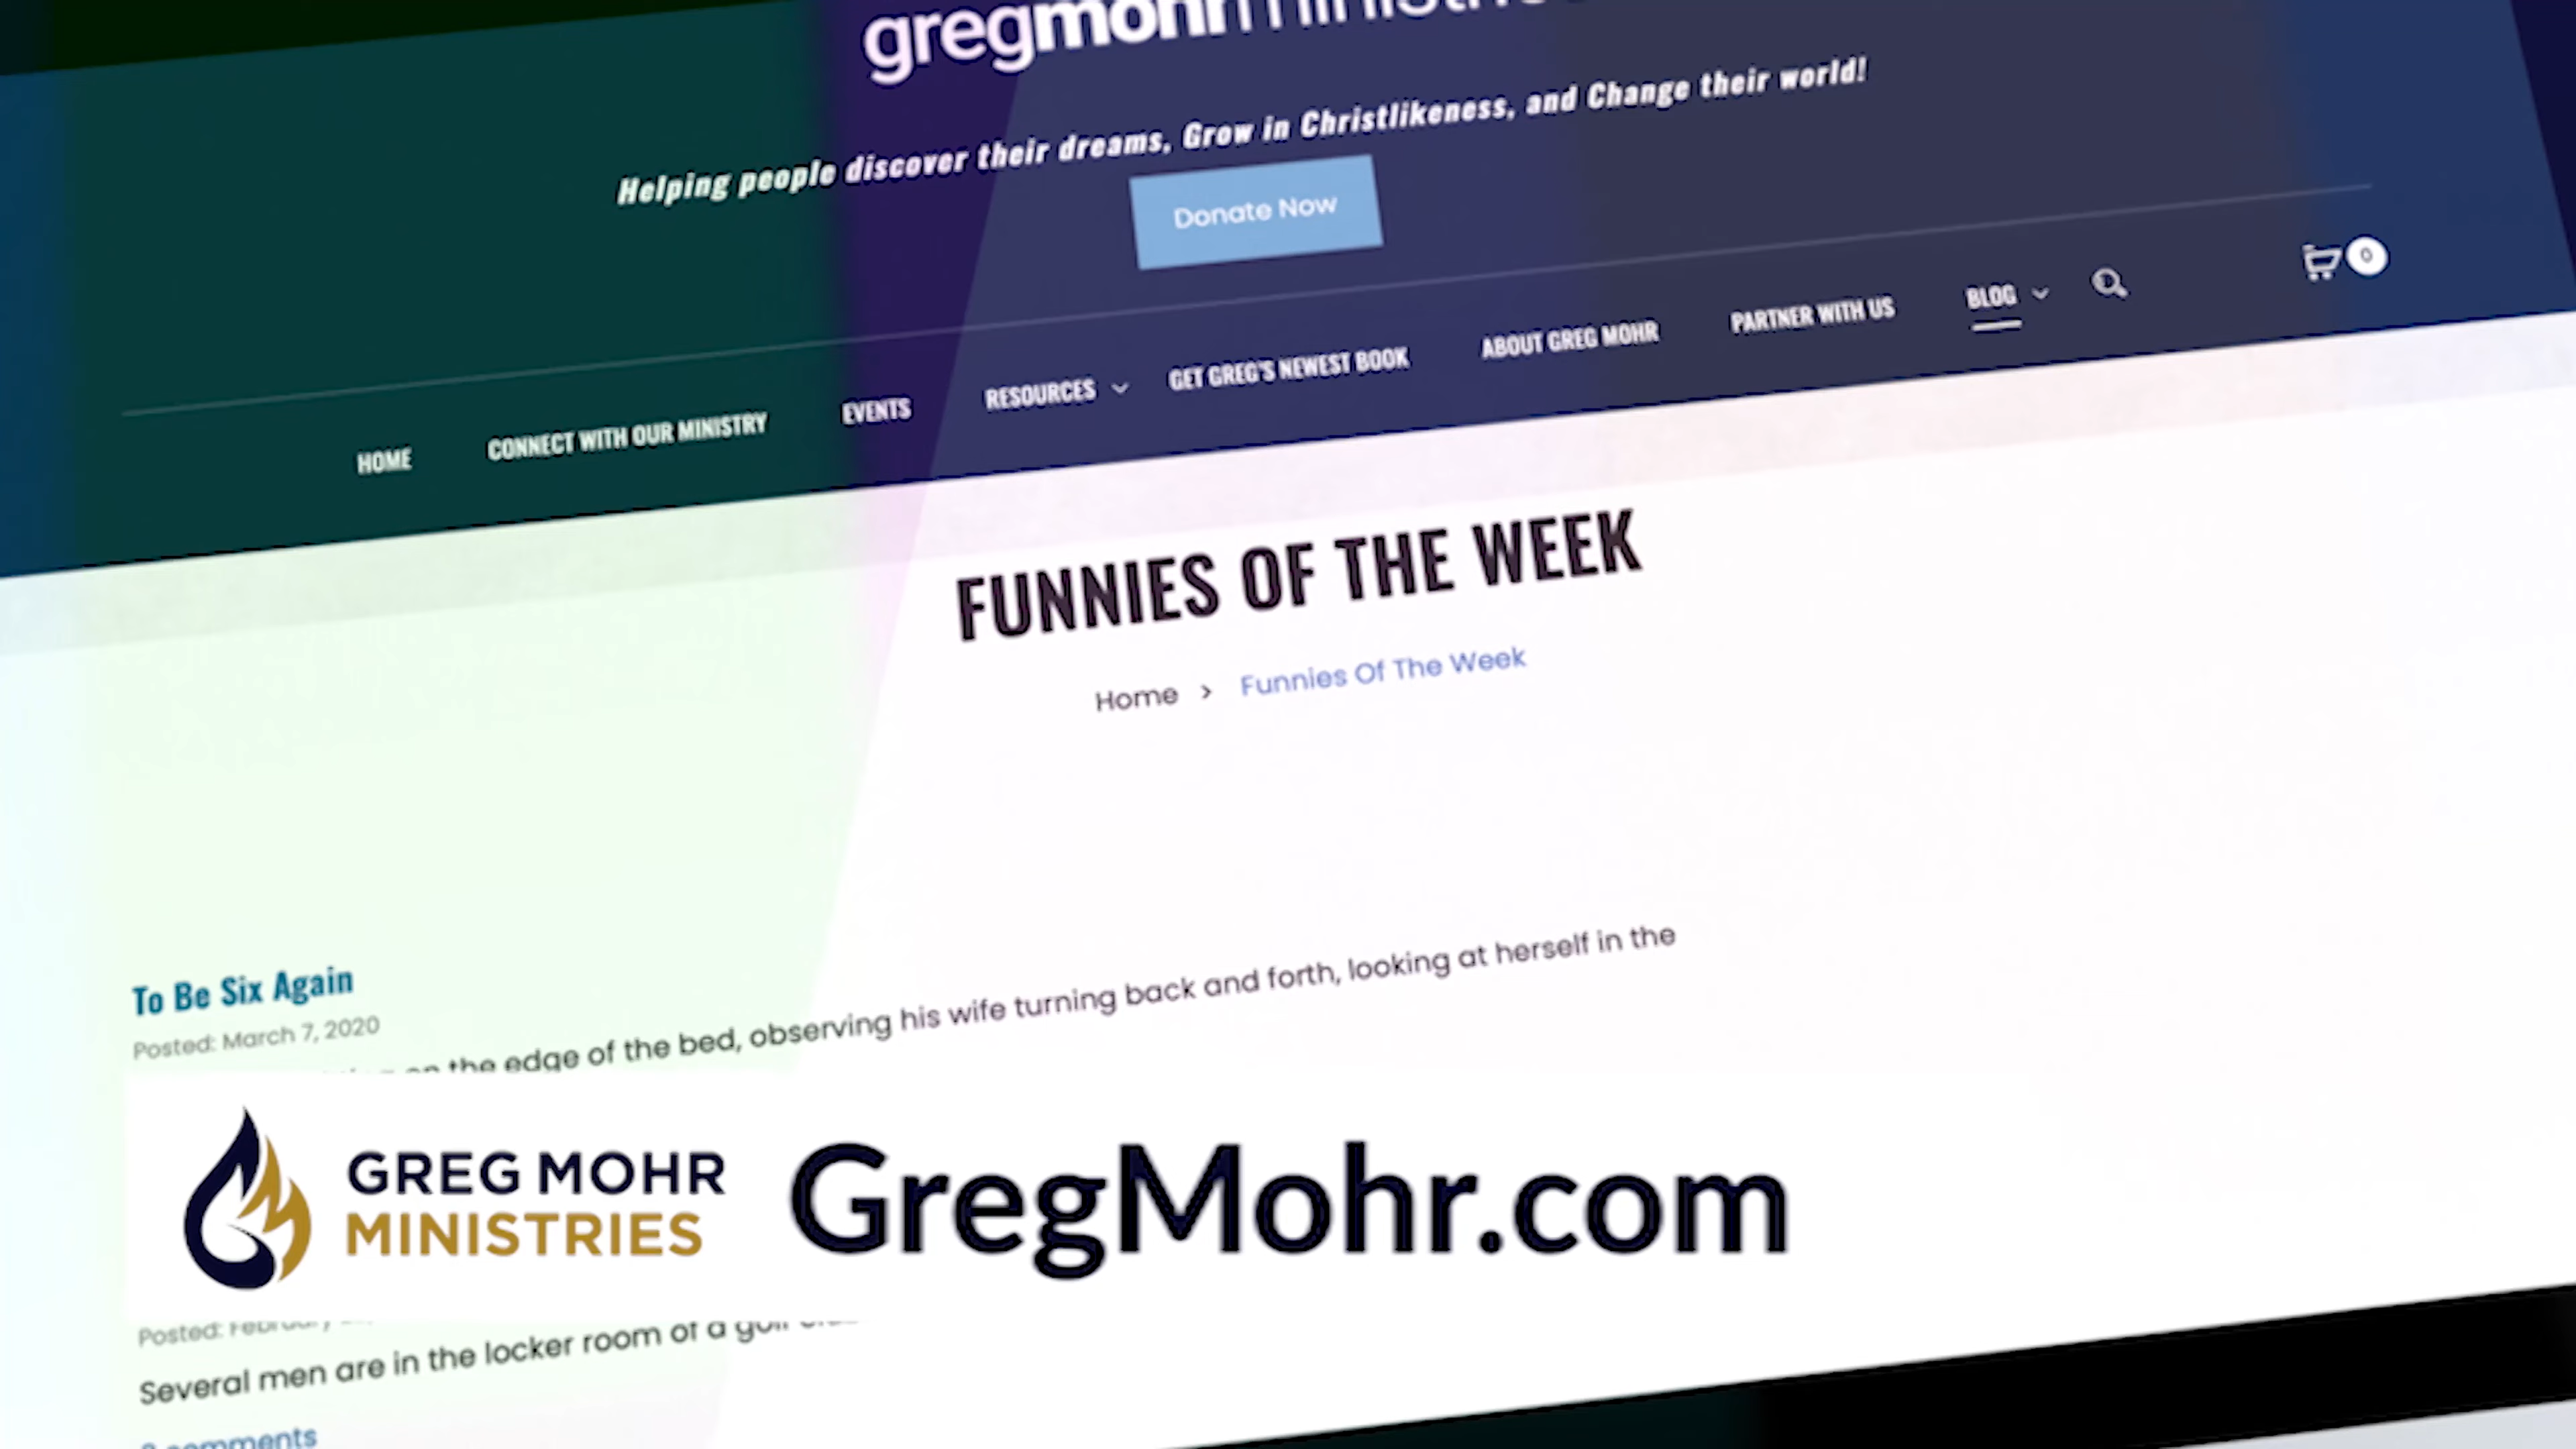 gregmohrministries
Helping people discover their dreams, Grow in Christlikeness, and Change their world!
Donate Now
0
HOME CONNECT WITH OUR MINISTRY EVENTS RESOURCES GET GREG'S NEWEST BOOK ABOUT GREG MOHR PARTNER WITH US BLOG
FUNNIES OF THE WEEK
Home > Funnies Of The Week
To Be Six Again
Posted: March 7, 2020
on the edge of the bed, observing his wife turning back and forth, looking at herself in the
GREG MOHR
MINISTRIES
GregMohr.com
Posted: February
Several men are in the locker room of a golf
comments